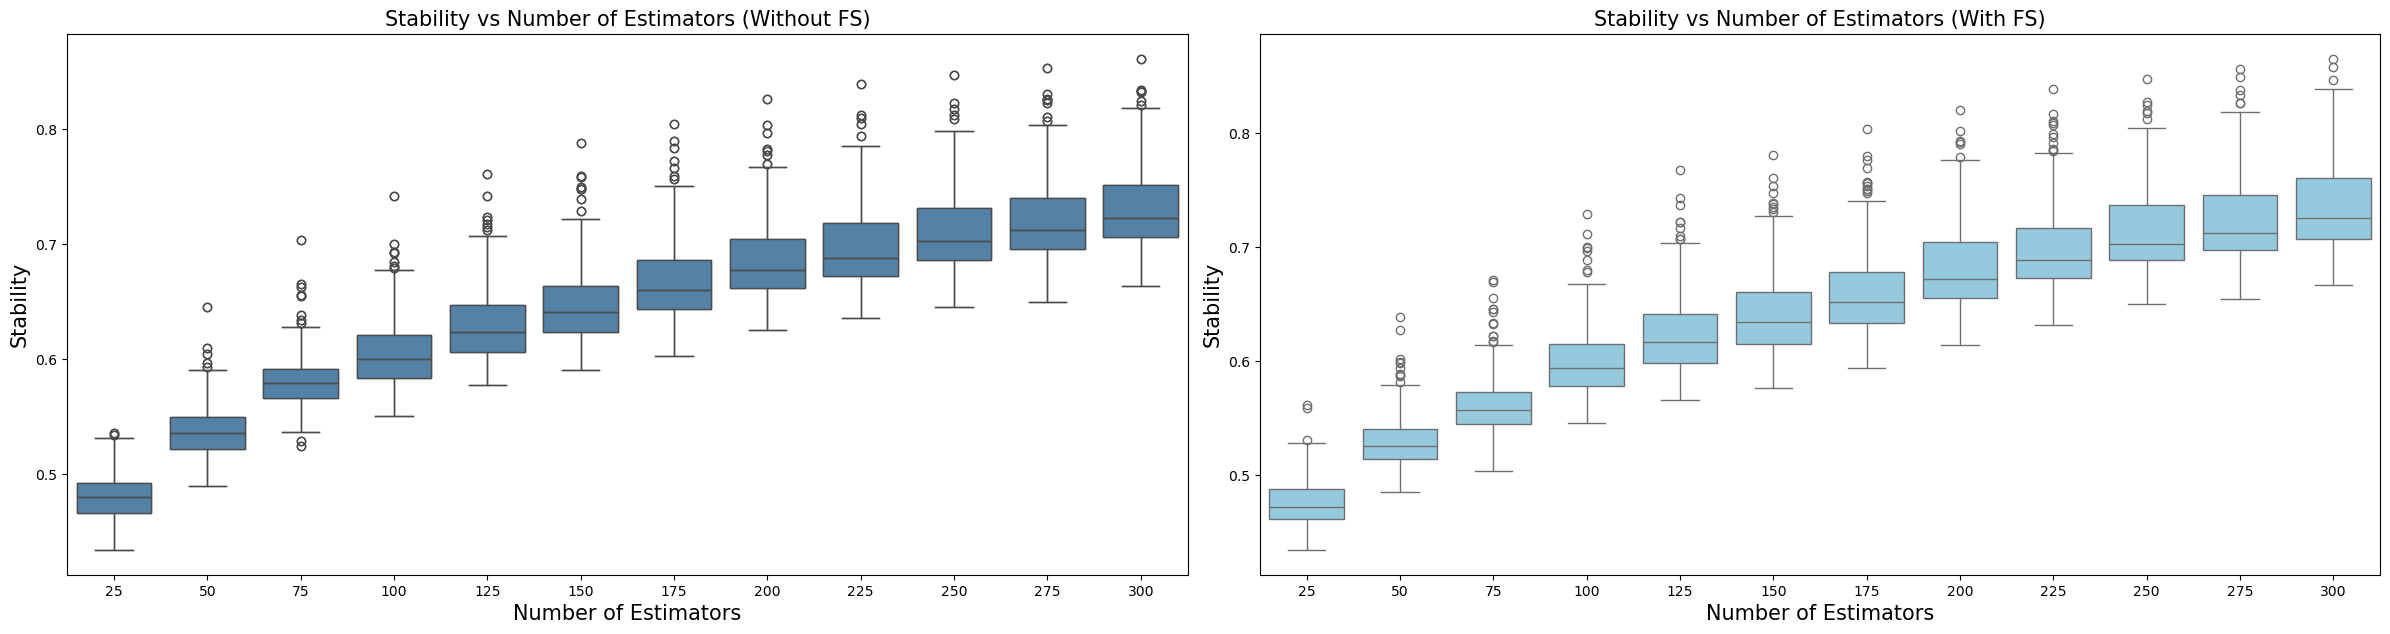 Stability vs Number of Estimators (Without FS)
Stability
0.8
0.7
0.6
0.5
25 50 75 100 125 150 175 200 225 250 275 300
Number of Estimators
Stability vs Number of Estimators (With FS)
Stability
0.8
0.7
0.6
0.5
25 50 75 100 125 150 175 200 225 250 275 300
Number of Estimators